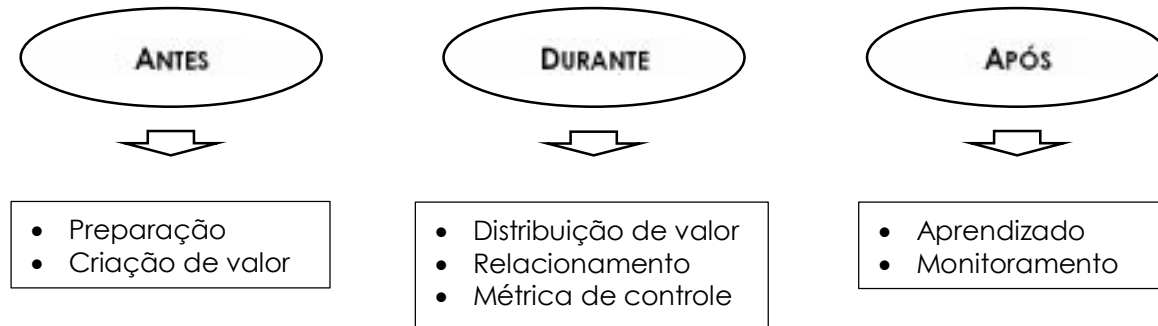 ANTES
DURANTE
APÓS
• Preparação
• Criação de valor
• Distribuição de valor
• Relacionamento
• Métrica de controle
• Aprendizado
• Monitoramento